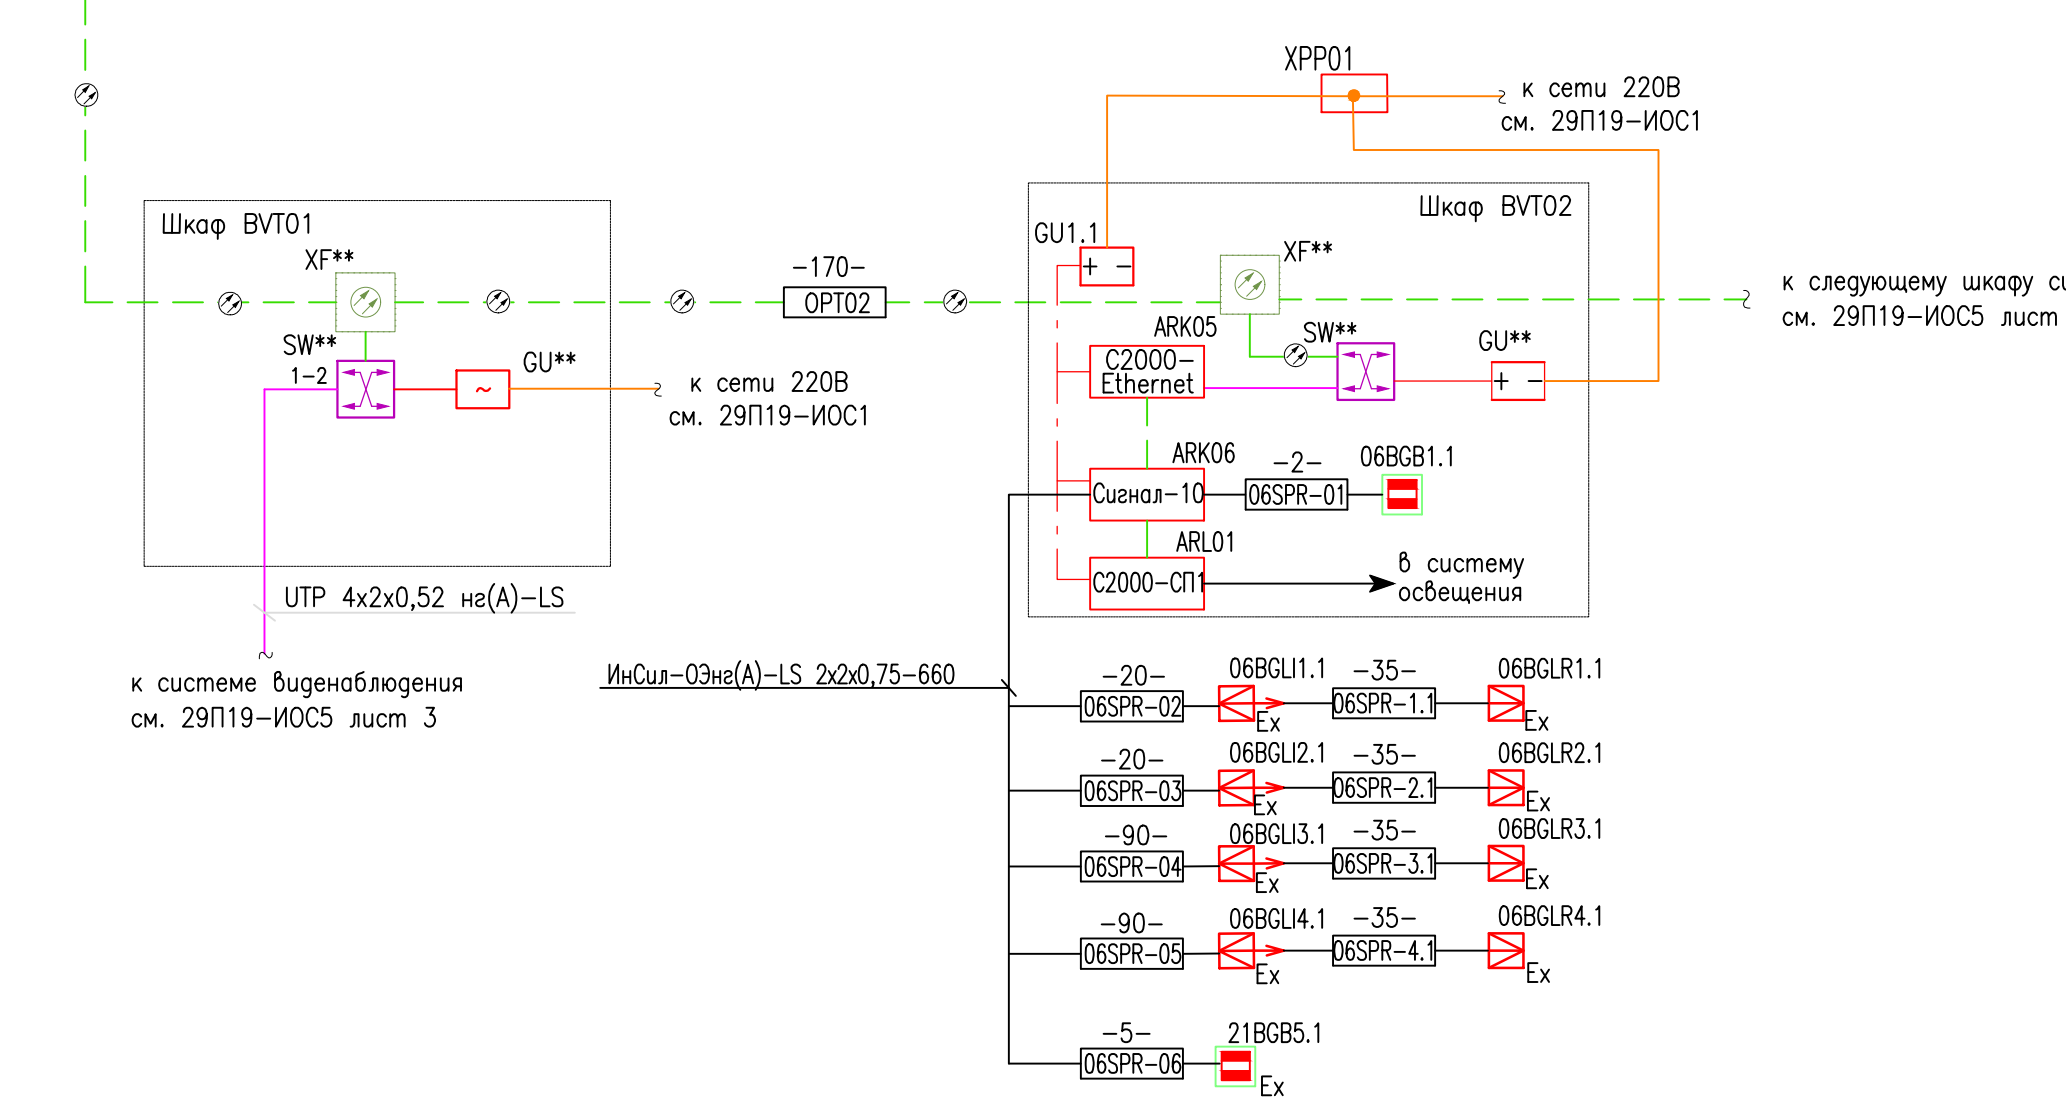 XPP01
к сети 220В
см. 29П19-ИОС1
Шкаф BVT01
XF**
SW**
1-2
GU**
~
к сети 220В
см. 29П19-ИОС1
UTP 4x2x0,52 нг(А)-LS
к системе виденаблюдения
см. 29П19-ИОС5 лист 3
-170-
OPT02
Шкаф BVT02
GU1.1
+ -
XF**
к следующему шкафу
см. 29П19-ИОС5 лист
ARK05
С2000-
Ethernet
SW**
GU**
+ -
ARK06
Сигнал-10
-2-
06SPR-01
06BGB1.1
ARL01
С2000-СП1
в систему
освещения
ИнСил-ОЭнг(А)-LS 2x2x0,75-660
-20-
06SPR-02
06BGLI1.1
Ex
-35-
06SPR-1.1
06BGLR1.1
Ex
-20-
06SPR-03
06BGLI2.1
Ex
-35-
06SPR-2.1
06BGLR2.1
Ex
-90-
06SPR-04
06BGLI3.1
Ex
-35-
06SPR-3.1
06BGLR3.1
Ex
-90-
06SPR-05
06BGLI4.1
Ex
-35-
06SPR-4.1
06BGLR4.1
Ex
-5-
06SPR-06
21BGB5.1
Ex